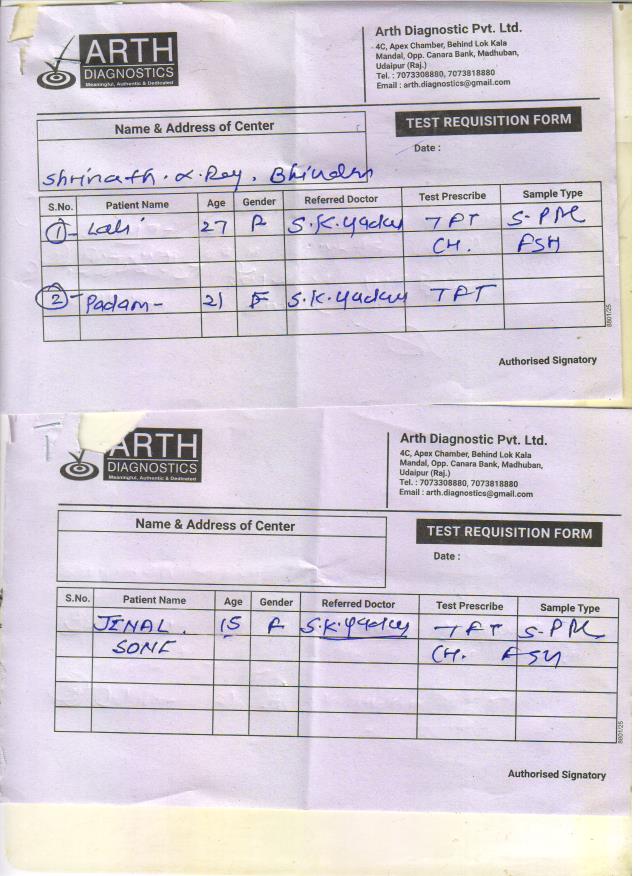 ARTH
DIAGNOSTICS
Meaningful, Authentic & Dedicated
Arth Diagnostic Pvt. Ltd.
4C, Apex Chamber, Behind Lok Kala
Mandal, Opp. Canara Bank, Madhuban,
Udaipur (Raj.)
Tel. : 7073308880, 7073818880
Email : arth.diagnostics@gmail.com
Name & Address of Center
TEST REQUISITION FORM
Date :
Shrinath. X. Ray, Bhinder
S.No. Patient Name Age Gender Referred Doctor Test Prescribe Sample Type
1 - Lali 27 F S.K.Yadav TFT S-PRL
CH. FSH
2 - Padam - 21 F S.K.Yadav TFT
8801/25
Authorised Signatory
ARTH
DIAGNOSTICS
Meaningful, Authentic & Dedicated
Arth Diagnostic Pvt. Ltd.
4C, Apex Chamber, Behind Lok Kala
Mandal, Opp. Canara Bank, Madhuban,
Udaipur (Raj.)
Tel. : 7073308880, 7073818880
Email : arth.diagnostics@gmail.com
Name & Address of Center
TEST REQUISITION FORM
Date :
S.No. Patient Name Age Gender Referred Doctor Test Prescribe Sample Type
JINAL. 15 F S.K.Yadav TFT S-PRL
SONI CH. FSH
8801/25
Authorised Signatory